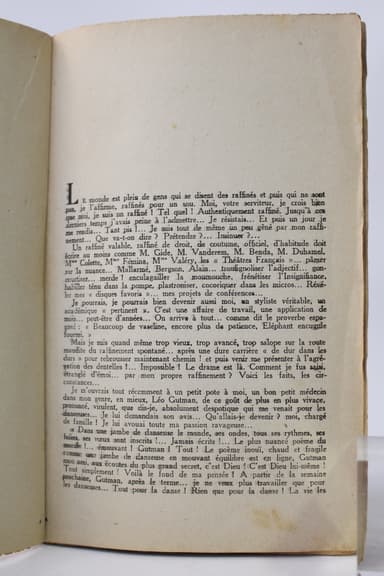 LE monde est plein de gens qui se disent des raffinés et puis qui ne sont
pas, je l'affirme, raffinés pour un sou. Moi, votre serviteur, je crois bien
que moi, je suis un raffiné ! Tel quel ! Authentiquement raffiné. Jusqu'à ces
derniers temps j'avais peine à l'admettre... Je résistais... Et puis un jour je
me rendis... Tant pis !... Je suis tout de même un peu gêné par mon raffi-
nement... Que va-t-on dire ? Prétendre ?... Insinuer ?...
Un raffiné valable, raffiné de droit, de coutume, officiel, d'habitude doit
écrire au moins comme M. Gide, M. Vanderem, M. Benda, M. Duhamel,
Mme Colette, Mme Fémina, M. Valéry, les « Théâtres Français »... pâmer
sur la nuance... Mallarmé, Bergson, Alain... troufignoliser l'adjectif... gon-
courtiser... merde ! enculagailler la moumouche, frénétiser l'Insignifiance,
babiller ténu dans la pompe, plastroniser, cocoriquer dans les micros... Révé-
ler mes « disques favoris »... mes projets de conférences...
Je pourrais, je pourrais bien devenir aussi moi, un styliste véritable, un
académique « pertinent ». C'est une affaire de travail, une application de
mois... peut-être d'années... On arrive à tout... comme dit le proverbe espa-
gnol : « Beaucoup de vaseline, encore plus de patience, Eléphant encugule
fourmi. »
Mais je suis quand même trop vieux, trop avancé, trop salope sur la route
maudite du raffinement spontané... après une dure carrière « de dur dans les
durs » pour rebrousser maintenant chemin ! et puis venir me présenter à l'agré-
gation des dentelles !... Impossible ! Le drame est là. Comment je fus saisi,
étranglé d'émoi... par mon propre raffinement ? Voici les faits, les cir-
constances...
Je m'ouvrais tout récemment à un petit pote à moi, un bon petit médecin
dans mon genre, en mieux, Léo Gutman, de ce goût de plus en plus vivace,
prononcé, virulent, que dis-je, absolument despotique qui me venait pour les
danseuses... Je lui demandais son avis... Qu'allais-je devenir ? moi, chargé
de famille ! Je lui avouai toute ma passion ravageuse...
« Dans une jambe de danseuse le monde, ses ondes, tous ses rythmes, ses
folies, ses vœux sont inscrits !... Jamais écrits !... Le plus nuancé poème du
monde !... émouvant ! Gutman ! Tout ! Le poème inouï, chaud et fragile
comme une jambe de danseuse en mouvant équilibre est en ligne, Gutman
mon ami, aux écoutes du plus grand secret, c'est Dieu ! C'est Dieu lui-même !
Tout simplement ! Voilà le fond de ma pensée ! A partir de la semaine
prochaine, Gutman, après le terme... je ne veux plus travailler que pour
les danseuses... Tout pour la danse ! Rien que pour la danse ! La vie les